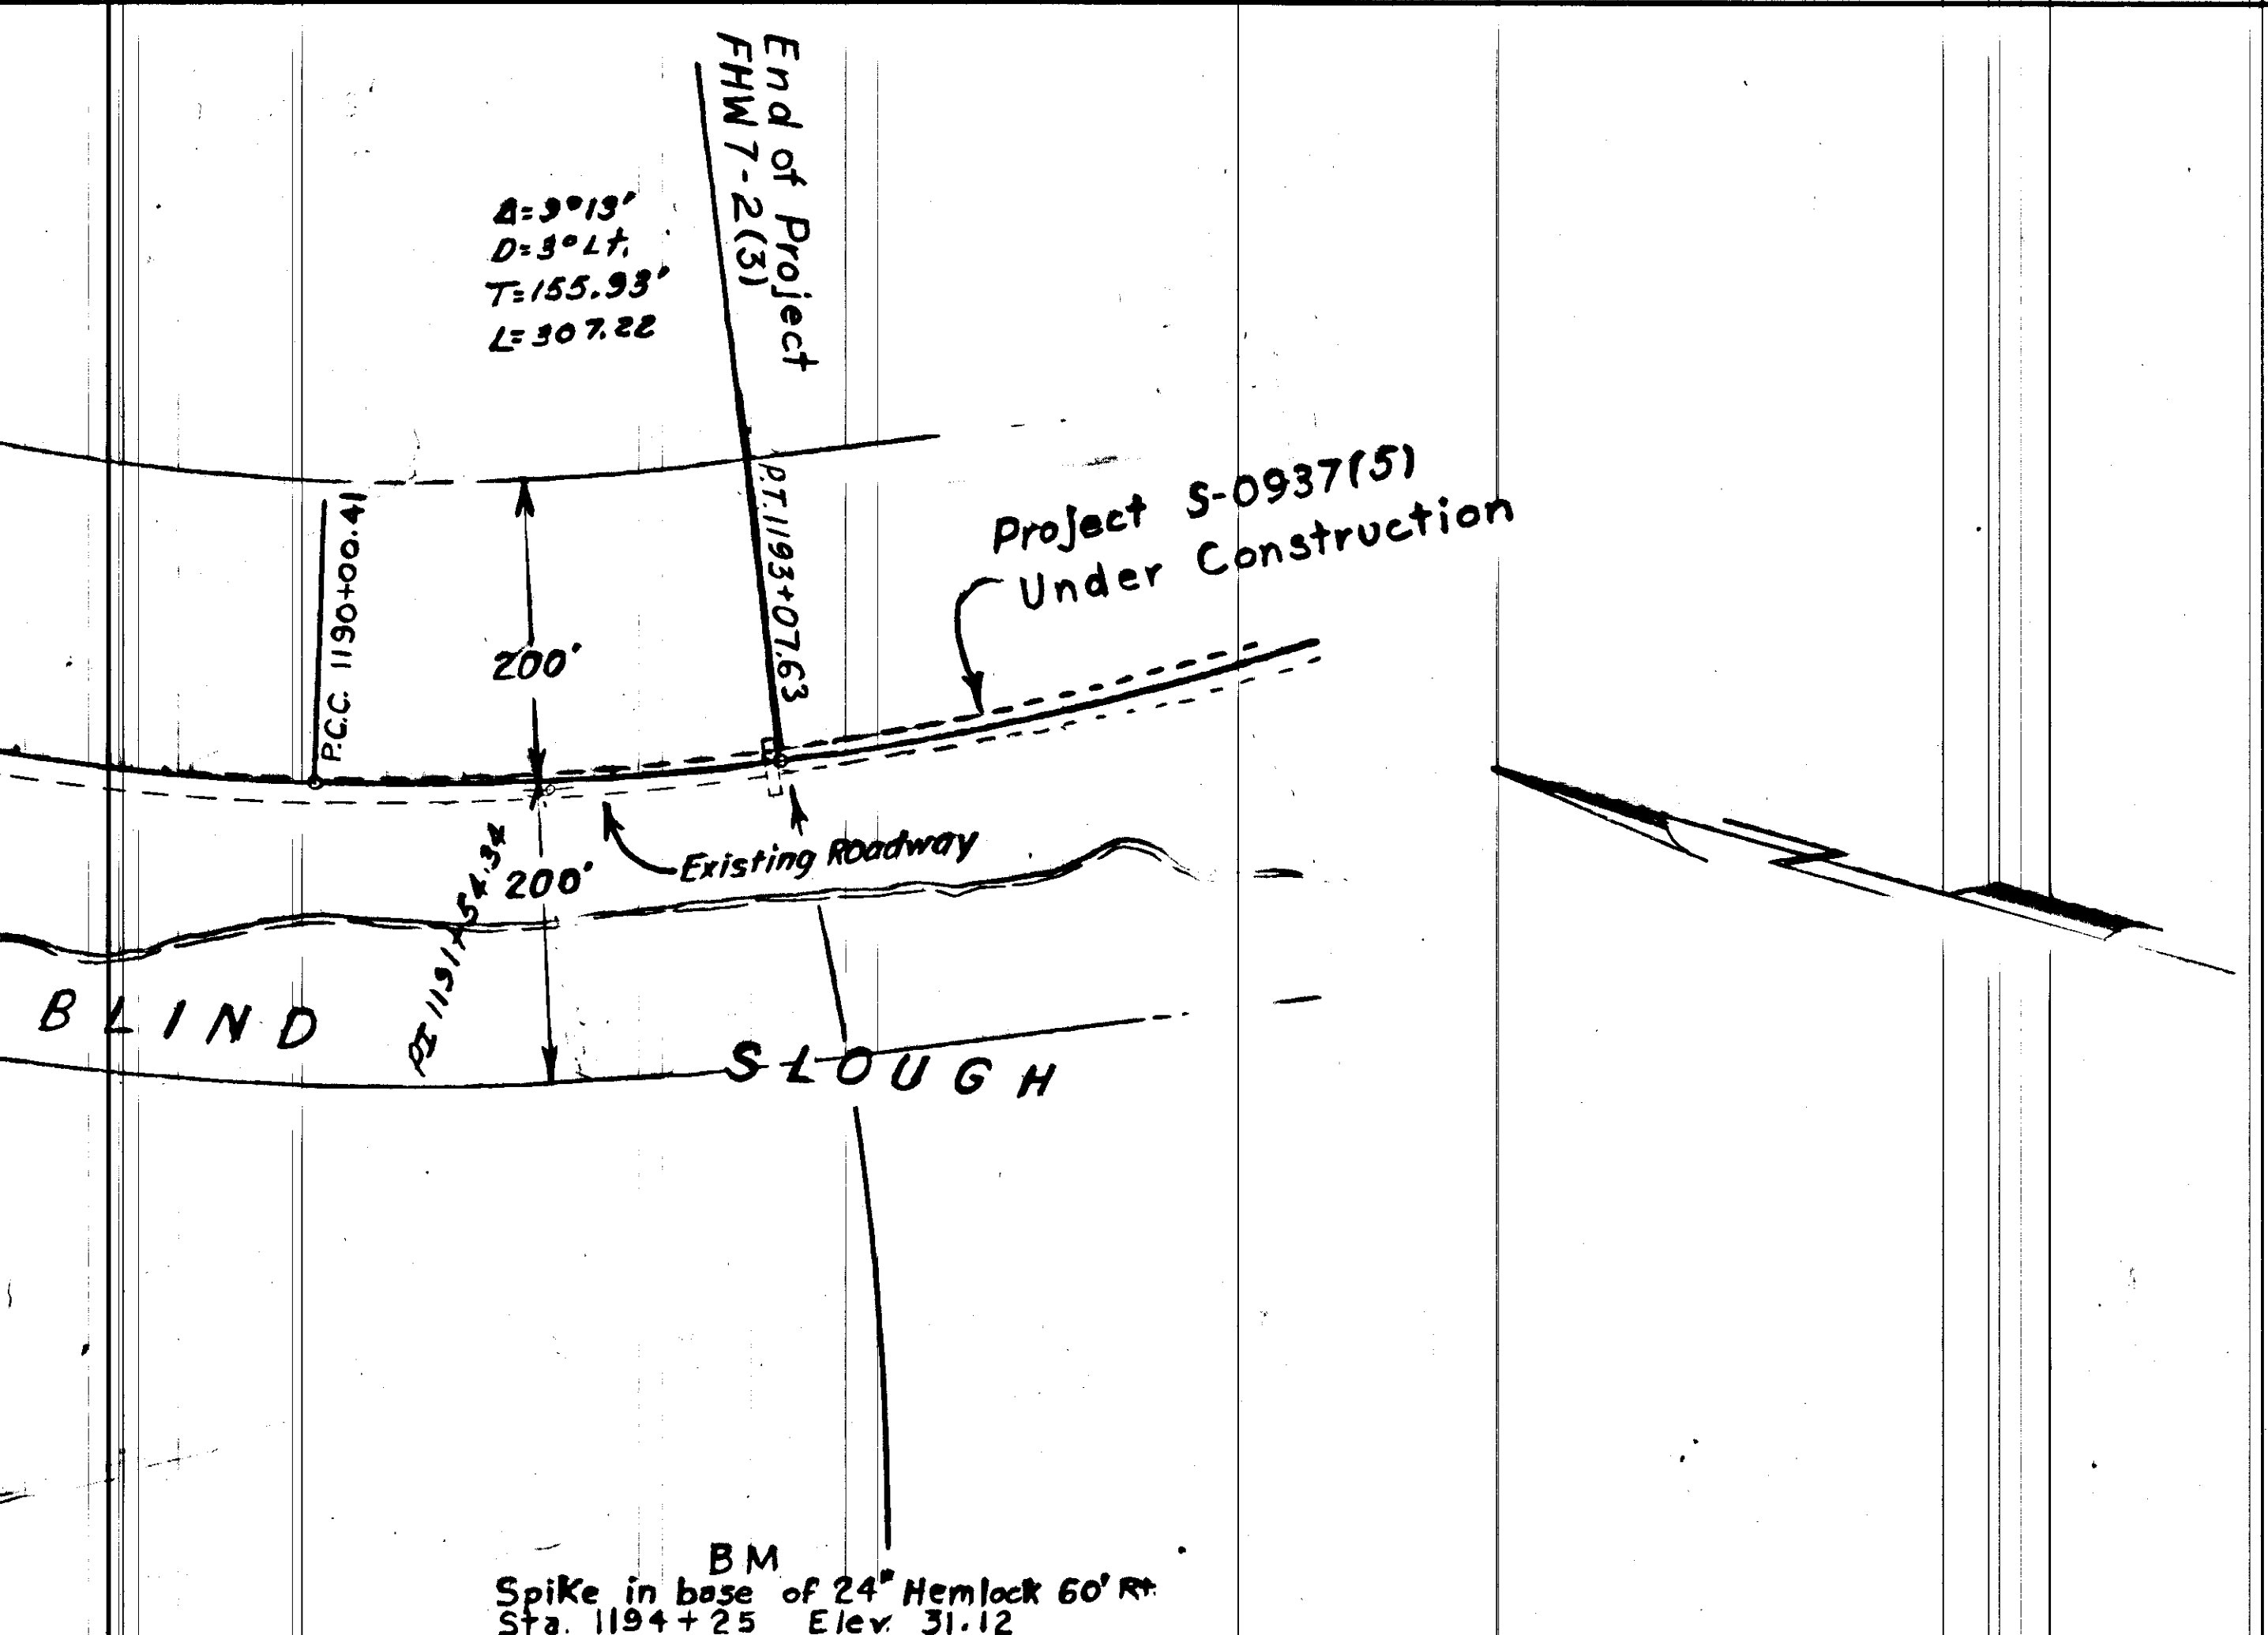 End of Project
FHW 7-2(3)
Δ=9°13'
D=3° Lt.
T=155.93'
L=307.22
P.C.C. 1190+00.41
200'
P.T. 1193+07.63
Project S-0937(5)
Under Construction
Existing Roadway
200'
PI 1191+54.34
BLIND
SLOUGH
BM
Spike in base of 24" Hemlock 60' Rt.
Sta. 1194+25 Elev. 31.12